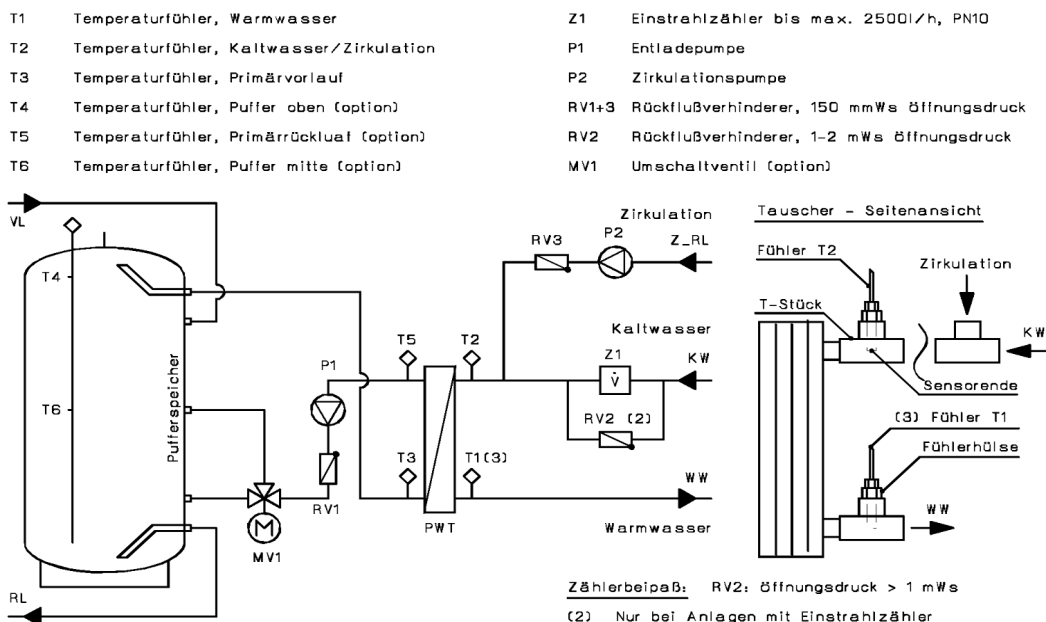 T1 Temperaturfühler, Warmwasser
T2 Temperaturfühler, Kaltwasser/Zirkulation
T3 Temperaturfühler, Primärvorlauf
T4 Temperaturfühler, Puffer oben (option)
T5 Temperaturfühler, Primärrückluaf (option)
T6 Temperaturfühler, Puffer mitte (option)
Z1 Einstrahlzähler bis max. 2500l/h, PN10
P1 Entladepumpe
P2 Zirkulationspumpe
RV1+3 Rückflußverhinderer, 150 mmWs öffnungsdruck
RV2 Rückflußverhinderer, 1-2 mWs öffnungsdruck
MV1 Umschaltventil (option)
VL
T4
T6
Pufferspeicher
RL
MV1
M
RV1
P1
T5
T3
PWT
T2
T1(3)
RV3
P2
Zirkulation
Z_RL
Kaltwasser
KW
Z1
V̇
RV2 (2)
WW
Warmwasser
Tauscher - Seitenansicht
Fühler T2
Zirkulation
T-Stück
KW
Sensorende
(3) Fühler T1
Fühlerhülse
WW
Zählerbeipaß: RV2: öffnungsdruck > 1 mWs
(2) Nur bei Anlagen mit Einstrahlzähler